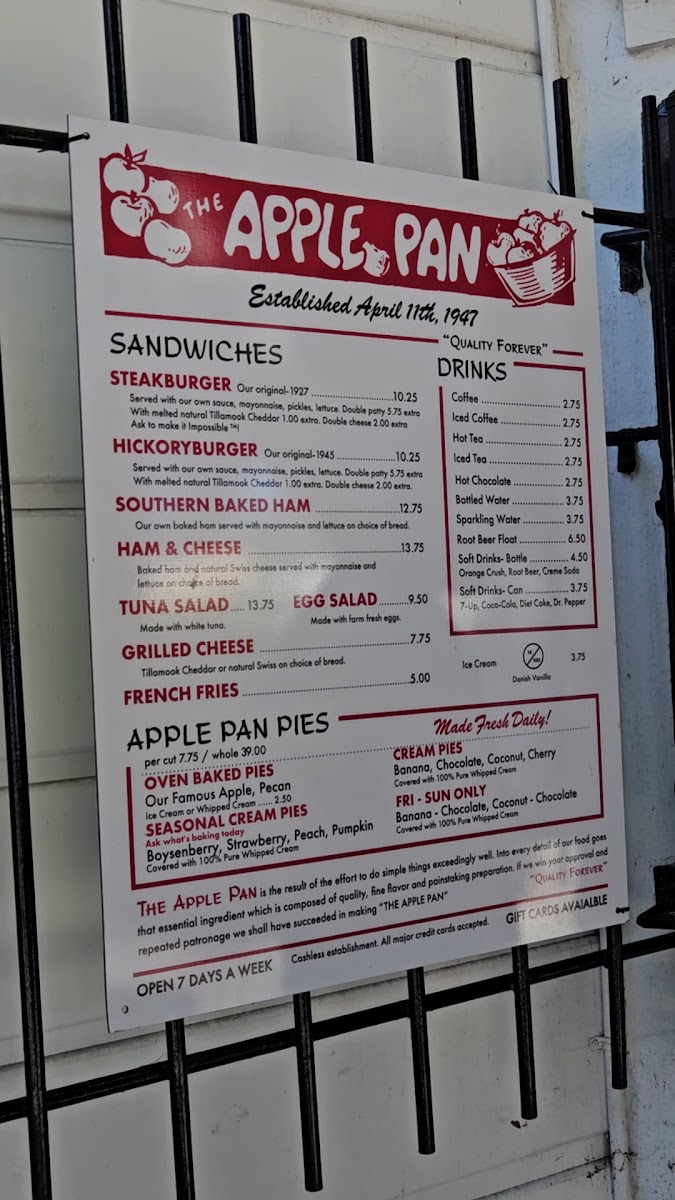 THE APPLE PAN
Established April 11th, 1947
"QUALITY FOREVER"
SANDWICHES
STEAKBURGER Our original-1927 ....10.25
Served with our own sauce, mayonnaise, pickles, lettuce. Double patty 5.75 extra
With melted natural Tillamook Cheddar 1.00 extra. Double cheese 2.00 extra
Ask to make it Impossible ™!
HICKORYBURGER Our original-1945 ....10.25
Served with our own sauce, mayonnaise, pickles, lettuce. Double patty 5.75 extra
With melted natural Tillamook Cheddar 1.00 extra. Double cheese 2.00 extra.
SOUTHERN BAKED HAM ....12.75
Our own baked ham served with mayonnaise and lettuce on choice of bread.
HAM & CHEESE ....13.75
Baked ham and natural Swiss cheese served with mayonnaise and
lettuce on choice of bread.
TUNA SALAD .... 13.75 EGG SALAD ....9.50
Made with white tuna. Made with farm fresh eggs.
GRILLED CHEESE ....7.75
Tillamook Cheddar or natural Swiss on choice of bread.
FRENCH FRIES ....5.00
DRINKS
Coffee .... 2.75
Iced Coffee .... 2.75
Hot Tea .... 2.75
Iced Tea .... 2.75
Hot Chocolate .... 2.75
Bottled Water .... 3.75
Sparkling Water .... 3.75
Root Beer Float .... 6.50
Soft Drinks- Bottle .... 4.50
Orange Crush, Root Beer, Creme Soda
Soft Drinks- Can .... 3.75
7-Up, Coca-Cola, Diet Coke, Dr. Pepper
Ice Cream 3.75
Danish Vanilla
APPLE PAN PIES
per cut 7.75 / whole 39.00
Made Fresh Daily!
OVEN BAKED PIES
Our Famous Apple, Pecan
Ice Cream or Whipped Cream ...... 2.50
SEASONAL CREAM PIES
Ask what's baking today
Boysenberry, Strawberry, Peach, Pumpkin
Covered with 100% Pure Whipped Cream
CREAM PIES
Banana, Chocolate, Coconut, Cherry
Covered with 100% Pure Whipped Cream
FRI - SUN ONLY
Banana - Chocolate, Coconut - Chocolate
Covered with 100% Pure Whipped Cream
THE APPLE PAN is the result of the effort to do simple things exceedingly well. Into every detail of our food goes
that essential ingredient which is composed of quality, fine flavor and painstaking preparation. If we win your approval and
repeated patronage we shall have succeeded in making "THE APPLE PAN" "QUALITY FOREVER"
OPEN 7 DAYS A WEEK Cashless establishment. All major credit cards accepted. GIFT CARDS AVAIALBLE